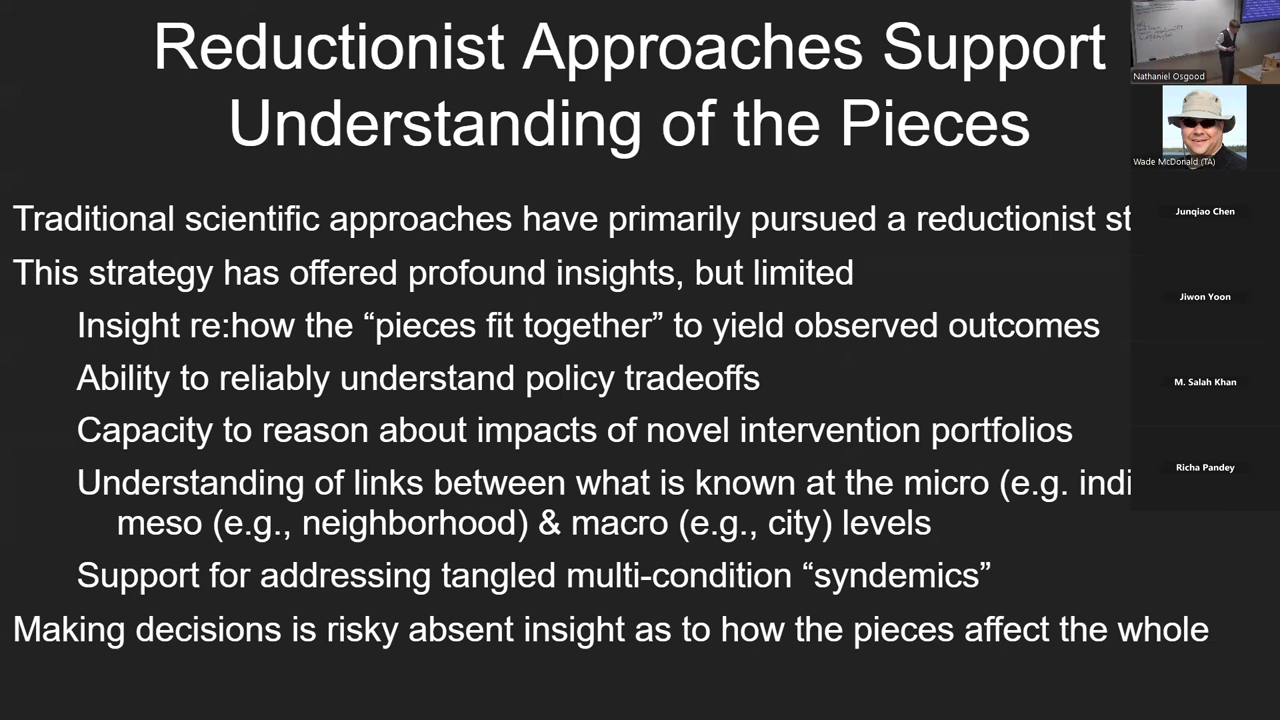 Reductionist Approaches Support
Understanding of the Pieces
Traditional scientific approaches have primarily pursued a reductionist
This strategy has offered profound insights, but limited
Insight re:how the “pieces fit together” to yield observed outcomes
Ability to reliably understand policy tradeoffs
Capacity to reason about impacts of novel intervention portfolios
Understanding of links between what is known at the micro (e.g.
meso (e.g., neighborhood) & macro (e.g., city) levels
Support for addressing tangled multi-condition “syndemics”
Making decisions is risky absent insight as to how the pieces affect the whole
Nathaniel Osgood
Wade McDonald (TA)
Junqiao Chen
Jiwon Yoon
M. Salah Khan
Richa Pandey